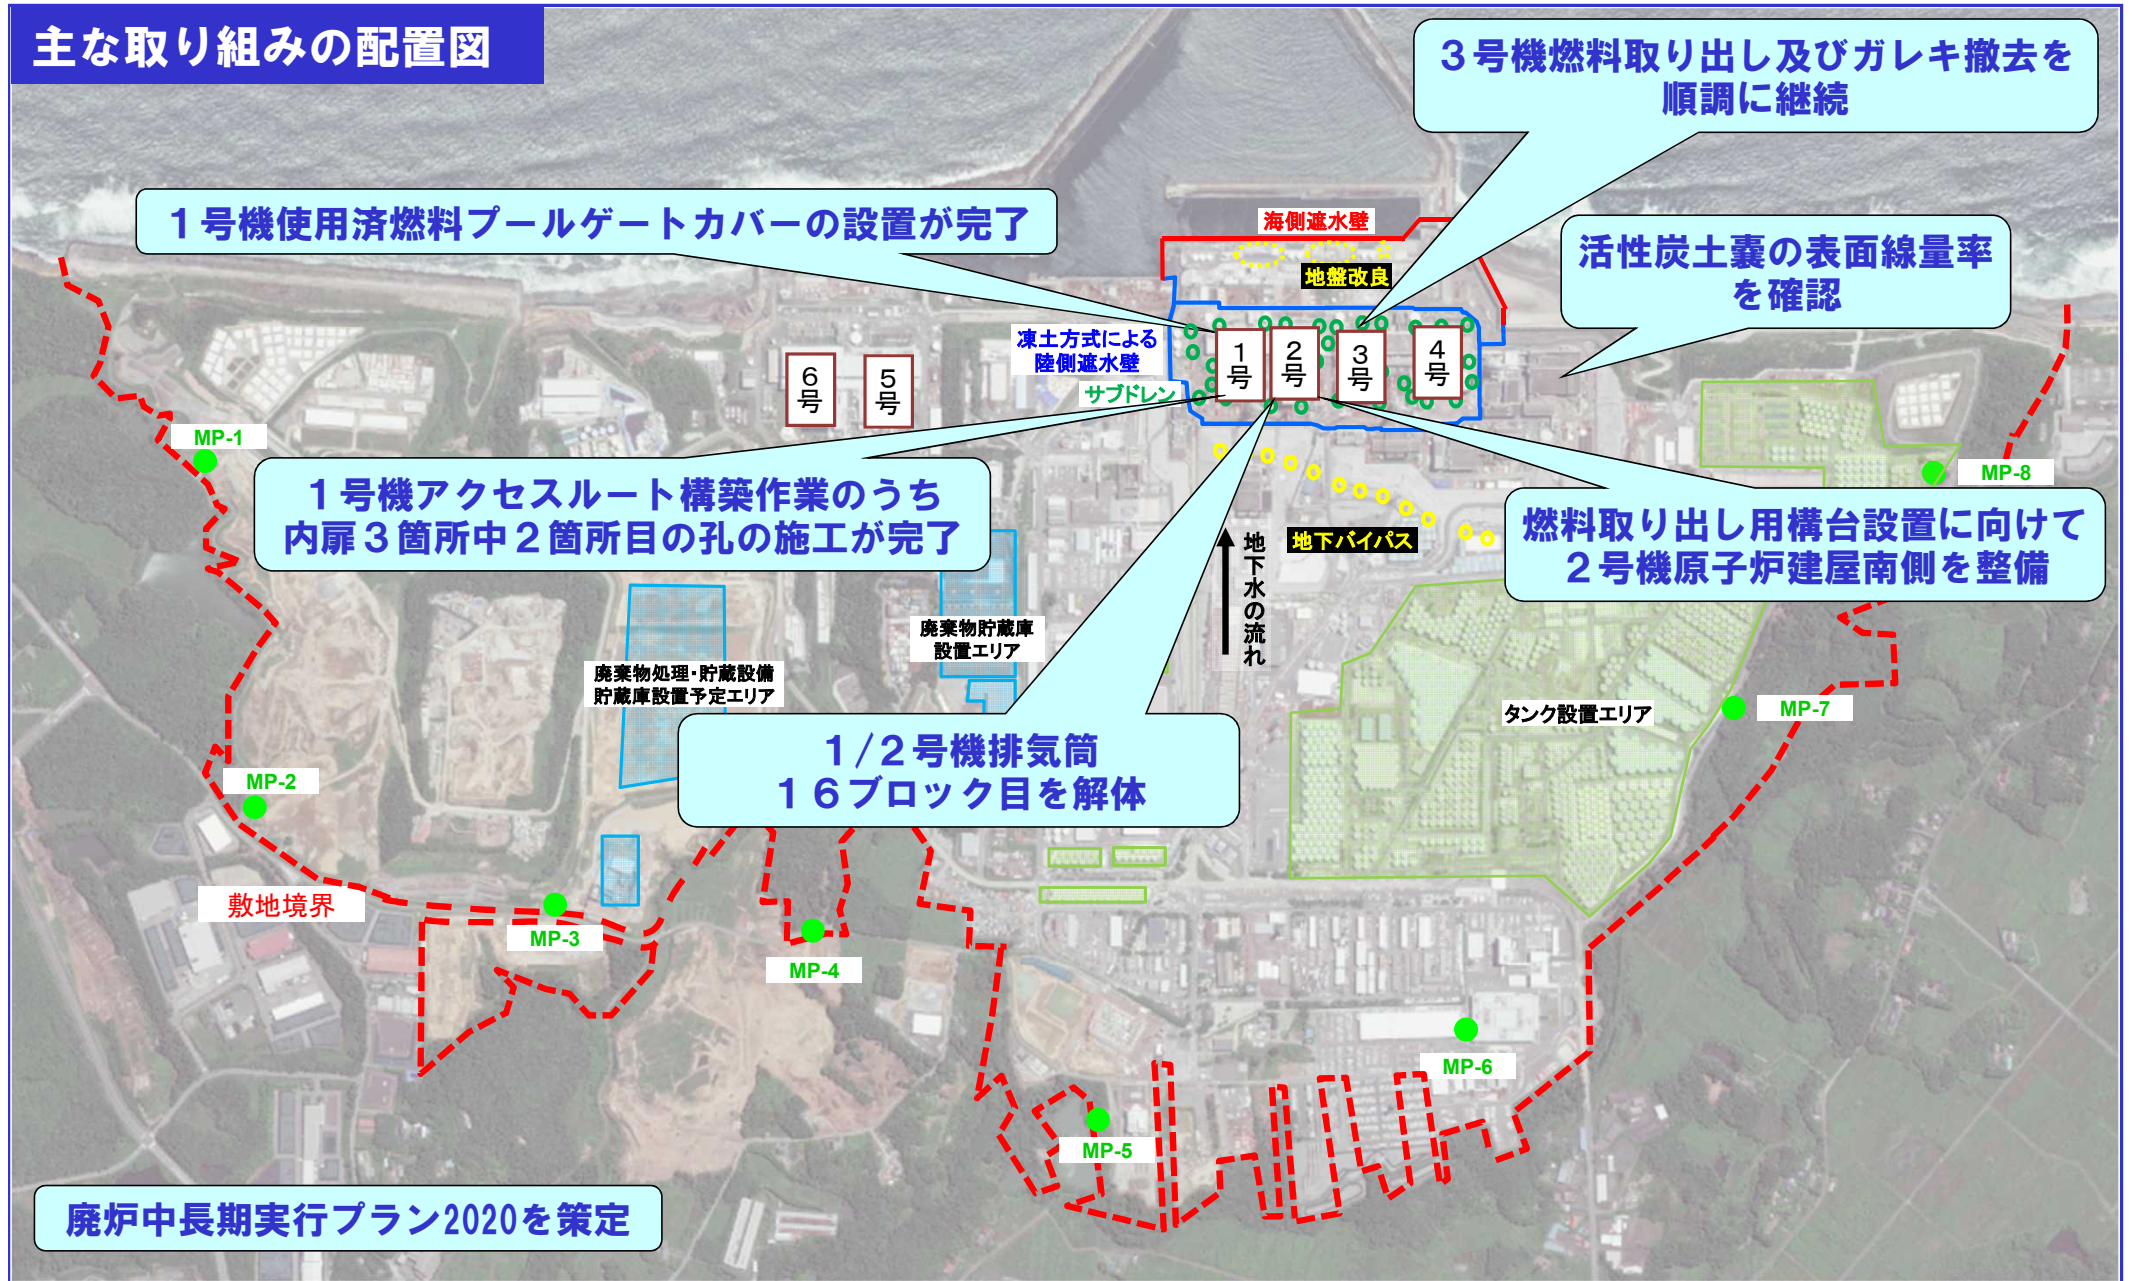 主な取り組みの配置図
３号機燃料取り出し及びガレキ撤去を
順調に継続
１号機使用済燃料プールゲートカバーの設置が完了
海側遮水壁
地盤改良
活性炭土嚢の表面線量率
を確認
凍土方式による
陸側遮水壁
サブドレン
６号
５号
１号
２号
３号
４号
MP-1
MP-8
１号機アクセスルート構築作業のうち
内扉３箇所中２箇所目の孔の施工が完了
地下バイパス
燃料取り出し用構台設置に向けて
２号機原子炉建屋南側を整備
地下水の流れ
廃棄物貯蔵庫
設置エリア
廃棄物処理・貯蔵設備
貯蔵庫設置予定エリア
タンク設置エリア
MP-7
１/２号機排気筒
１６ブロック目を解体
MP-2
敷地境界
MP-3
MP-4
MP-6
MP-5
廃炉中長期実行プラン2020を策定